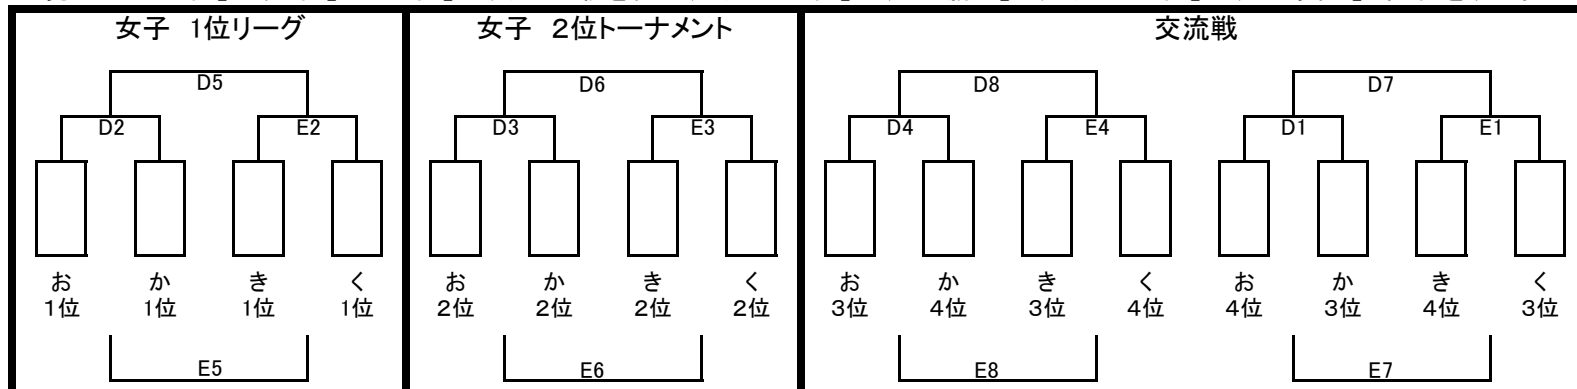 女子　1位リーグ
女子　2位トーナメント
交流戦
D5
D6
D8
D7
D2
E2
D3
E3
D4
E4
D1
E1
お
か
き
く
お
か
き
く
お
か
き
く
お
か
き
く
1位
1位
1位
1位
2位
2位
2位
2位
3位
4位
3位
4位
4位
3位
4位
3位
E5
E6
E8
E7